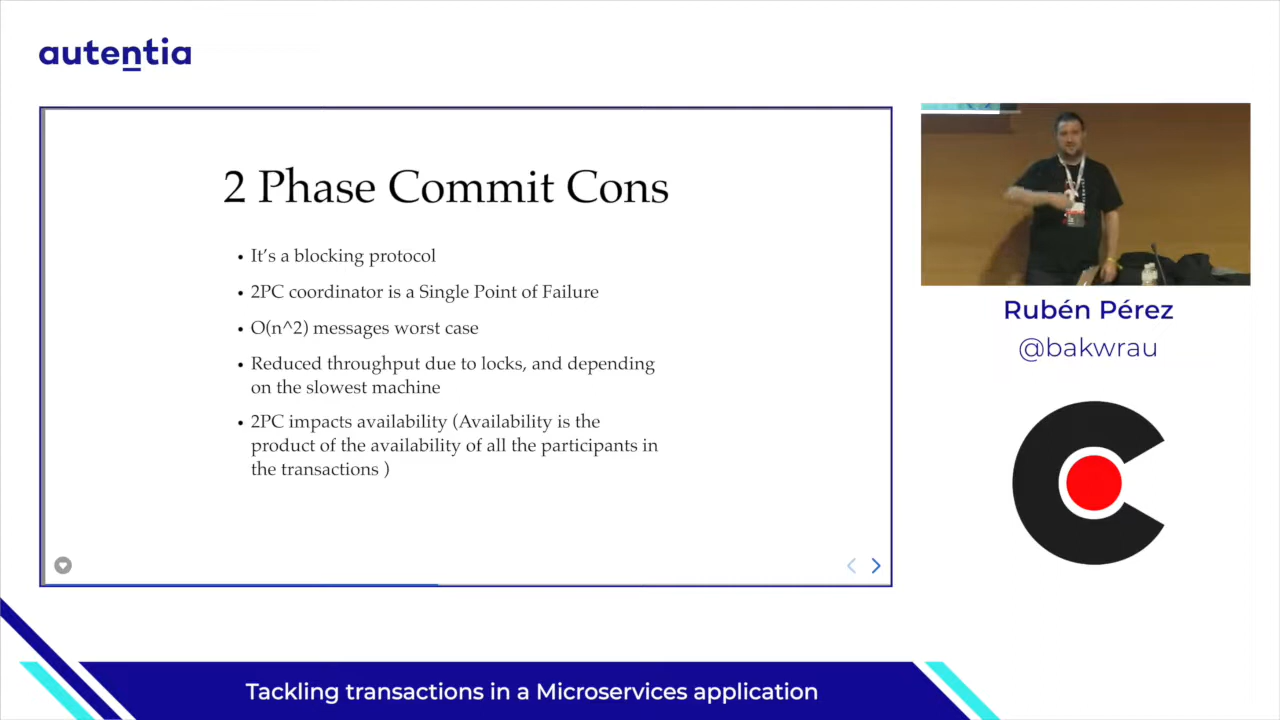 autentia
2 Phase Commit Cons
• It’s a blocking protocol
• 2PC coordinator is a Single Point of Failure
• O(n^2) messages worst case
• Reduced throughput due to locks, and depending
on the slowest machine
• 2PC impacts availability (Availability is the
product of the availability of all the participants in
the transactions )
Rubén Pérez
@bakwrau
Tackling transactions in a Microservices application